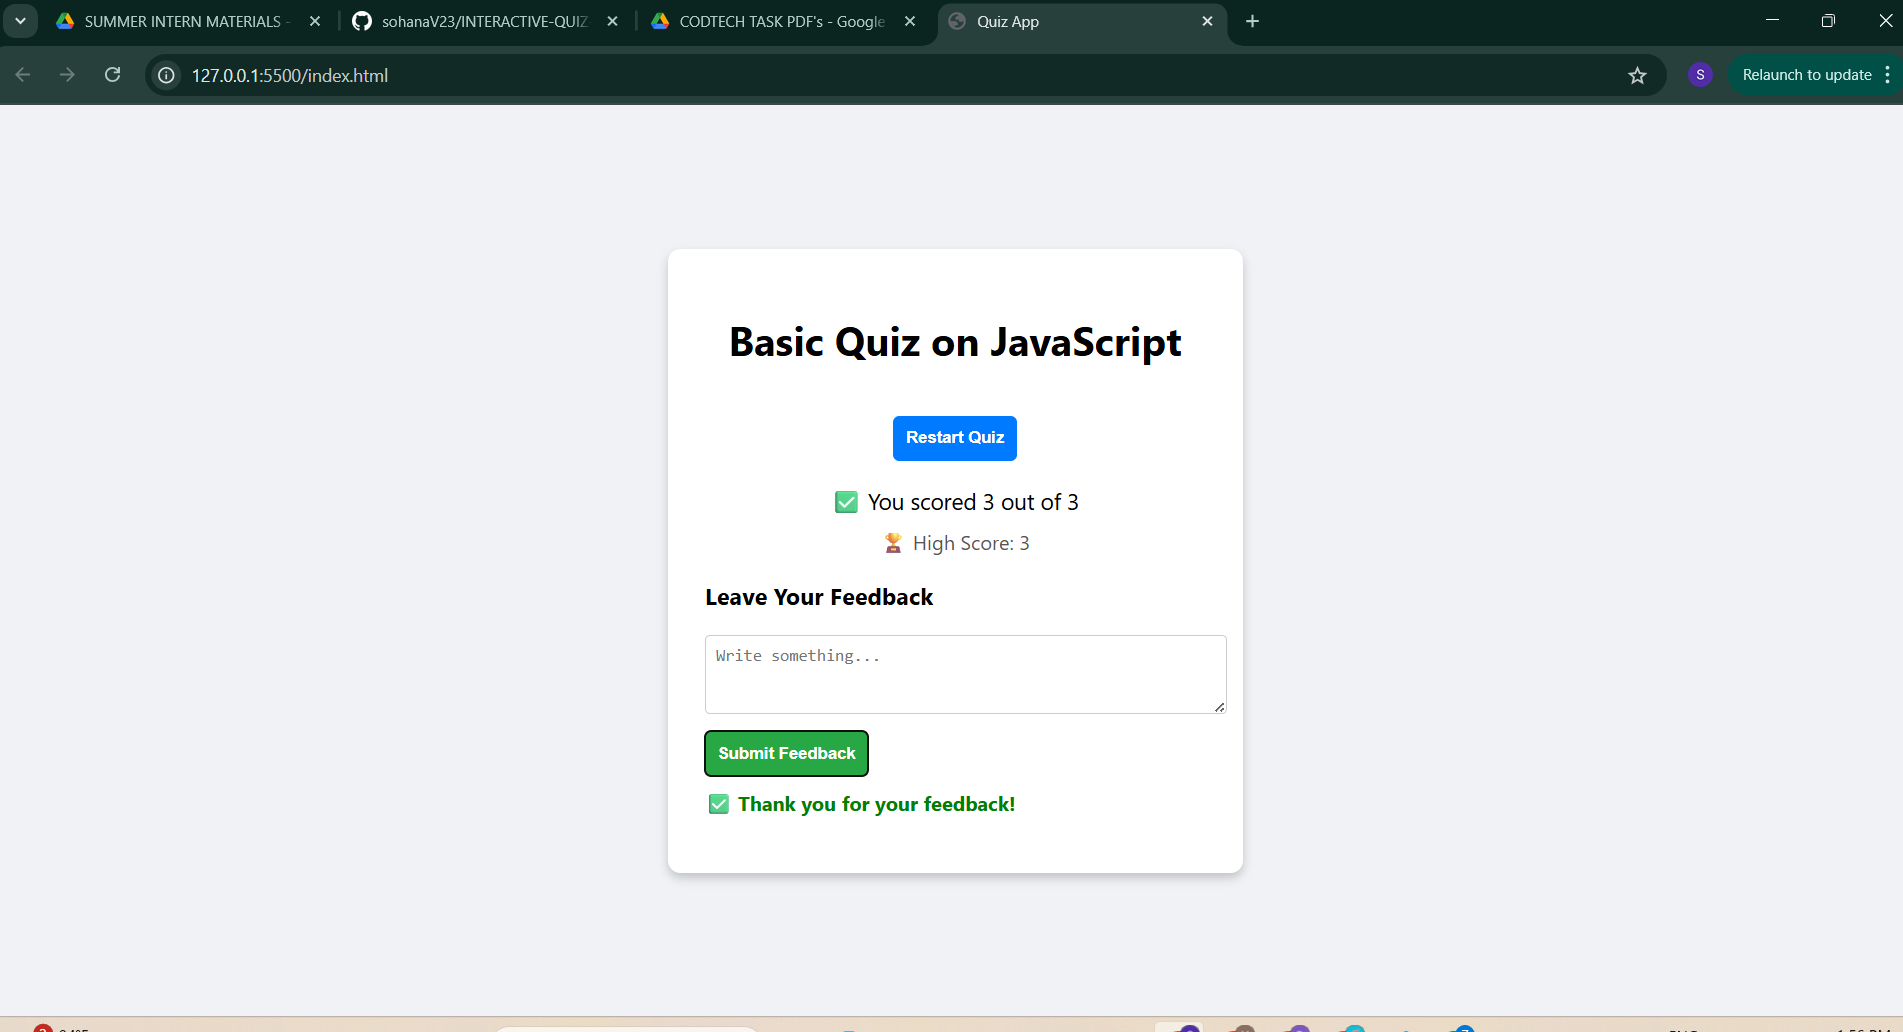 SUMMER INTERN MATERIALS -
sohanaV23/INTERACTIVE-QUIZ
CODTECH TASK PDF's - Google
Quiz App
127.0.0.1:5500/index.html
S
Relaunch to update
Basic Quiz on JavaScript
Restart Quiz
You scored 3 out of 3
High Score: 3
Leave Your Feedback
Write something...
Submit Feedback
Thank you for your feedback!